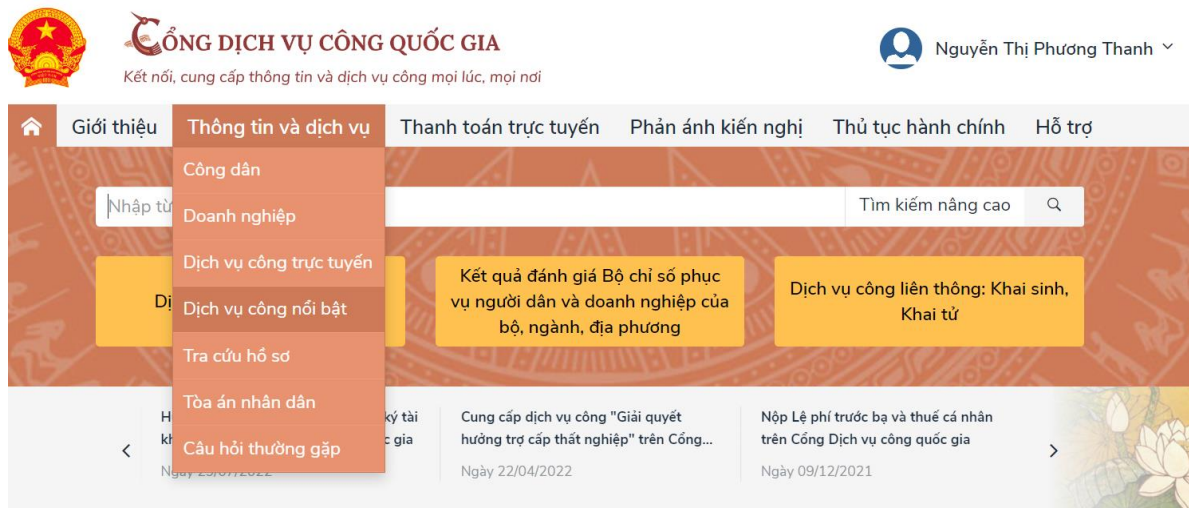 CỔNG DỊCH VỤ CÔNG QUỐC GIA
Kết nối, cung cấp thông tin và dịch vụ công mọi lúc, mọi nơi
Nguyễn Thị Phương Thanh
Giới thiệu Thông tin và dịch vụ Thanh toán trực tuyến Phản ánh kiến nghị Thủ tục hành chính Hỗ trợ
Công dân
Doanh nghiệp
Dịch vụ công trực tuyến
Dịch vụ công nổi bật
Tra cứu hồ sơ
Tòa án nhân dân
Câu hỏi thường gặp
Nhập từ
Tìm kiếm nâng cao
Kết quả đánh giá Bộ chỉ số phục
vụ người dân và doanh nghiệp của
bộ, ngành, địa phương
Dịch vụ công liên thông: Khai sinh,
Khai tử
ký tài
gia
Cung cấp dịch vụ công "Giải quyết
hưởng trợ cấp thất nghiệp" trên Cổng...
Ngày 22/04/2022
Nộp Lệ phí trước bạ và thuế cá nhân
trên Cổng Dịch vụ công quốc gia
Ngày 09/12/2021